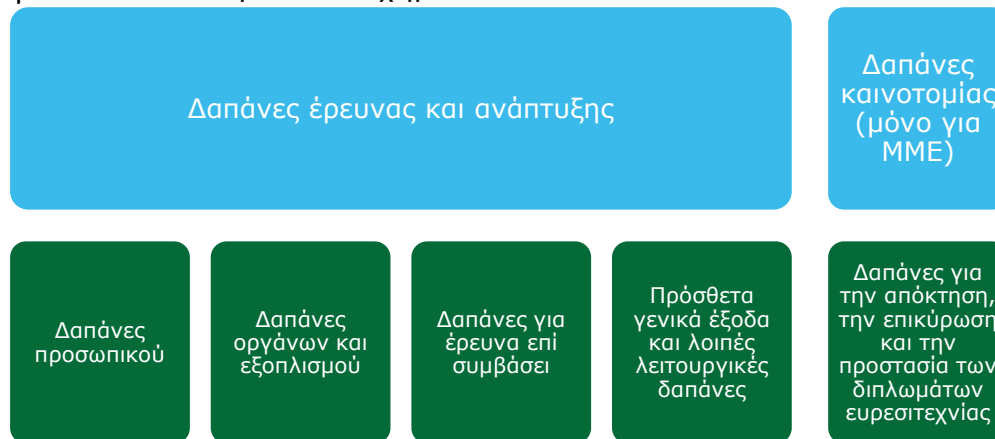 Δαπάνες έρευνας και ανάπτυξης
Δαπάνες
καινοτομίας
(μόνο για
ΜΜΕ)
Δαπάνες
προσωπικού
Δαπάνες
οργάνων και
εξοπλισμού
Δαπάνες για
έρευνα επί
συμβάσει
Πρόσθετα
γενικά έξοδα
και λοιπές
λειτουργικές
δαπάνες
Δαπάνες για
την απόκτηση,
την επικύρωση
και την
προστασία των
διπλωμάτων
ευρεσιτεχνίας